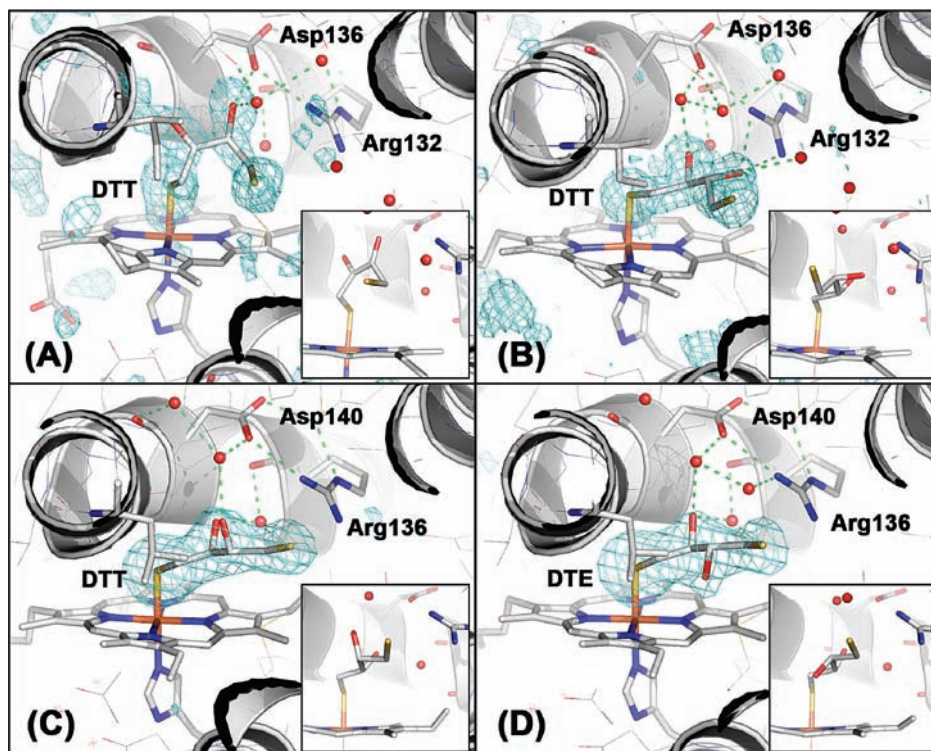 Asp136
Arg132
DTT
(A)
Asp136
Arg132
DTT
(B)
Asp140
Arg136
DTT
(C)
Asp140
Arg136
DTE
(D)